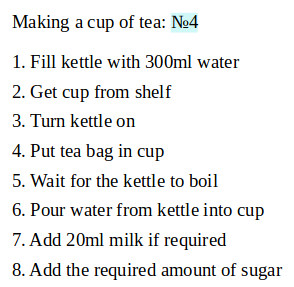 Making a cup of tea: №4
1. Fill kettle with 300ml water
2. Get cup from shelf
3. Turn kettle on
4. Put tea bag in cup
5. Wait for the kettle to boil
6. Pour water from kettle into cup
7. Add 20ml milk if required
8. Add the required amount of sugar